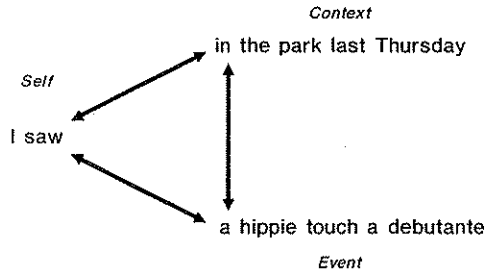 Context
in the park last Thursday
Self
I saw
a hippie touch a debutante
Event